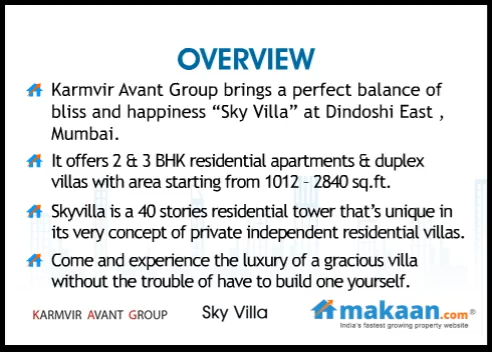 OVERVIEW
Karmvir Avant Group brings a perfect balance of
bliss and happiness “Sky Villa” at Dindoshi East ,
Mumbai.
It offers 2 & 3 BHK residential apartments & duplex
villas with area starting from 1012 - 2840 sq.ft.
Skyvilla is a 40 stories residential tower that’s unique in
its very concept of private independent residential villas.
Come and experience the luxury of a gracious villa
without the trouble of have to build one yourself.
KARMVIR AVANT GROUP Sky Villa makaan.com®
India's fastest growing property website